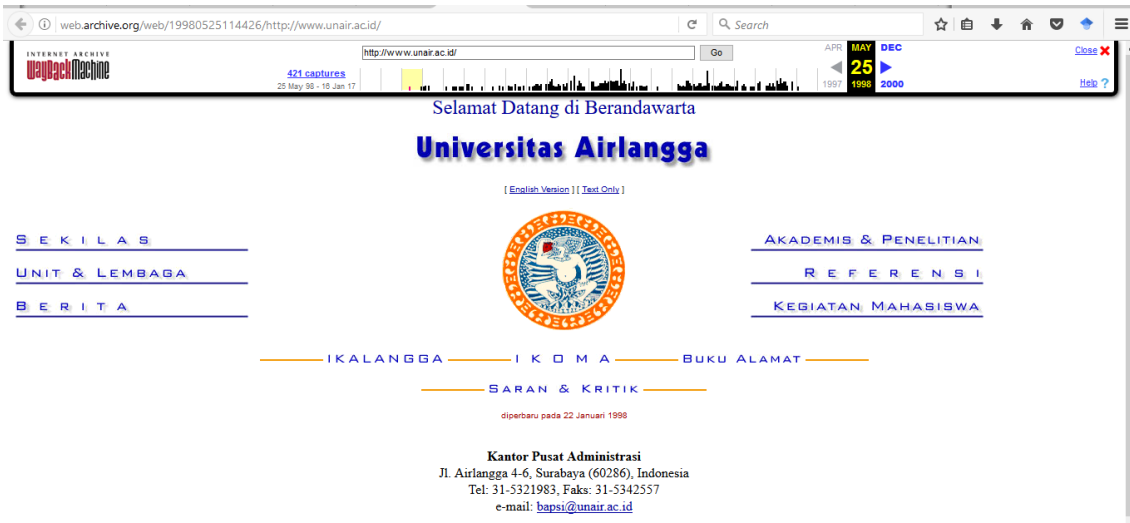 web.archive.org/web/19980525114426/http://www.unair.ac.id/
Search
INTERNET ARCHIVE
WayBackMachine
http://www.unair.ac.id/
Go
421 captures
25 May 98 - 16 Jan 17
APR MAY DEC
25
1997 1998 2000
Close
Help ?
Selamat Datang di Berandawarta
Universitas Airlangga
[ English Version ] [ Text Only ]
SEKILAS
UNIT & LEMBAGA
BERITA
AKADEMIS & PENELITIAN
REFERENSI
KEGIATAN MAHASISWA
IKALANGGA IKOMA BUKU ALAMAT
SARAN & KRITIK
diperbaru pada 22 Januari 1998
Kantor Pusat Administrasi
Jl. Airlangga 4-6, Surabaya (60286), Indonesia
Tel: 31-5321983, Faks: 31-5342557
e-mail: bapsi@unair.ac.id